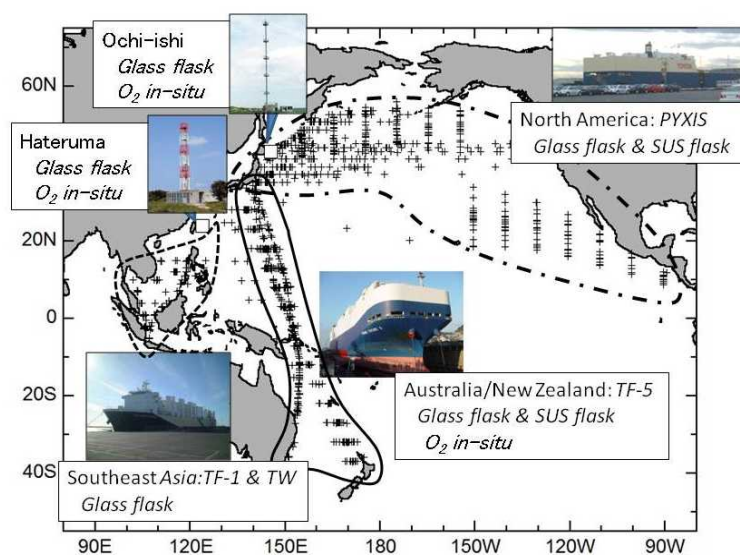 Ochi-ishi
Glass flask
O₂ in-situ
Hateruma
Glass flask
O₂ in-situ
North America: PYXIS
Glass flask & SUS flask
Australia/New Zealand: TF-5
Glass flask & SUS flask
O₂ in-situ
Southeast Asia:TF-1 & TW
Glass flask
60N
20N
0
20S
40S
90E
120E
150E
180
150W
120W
90W